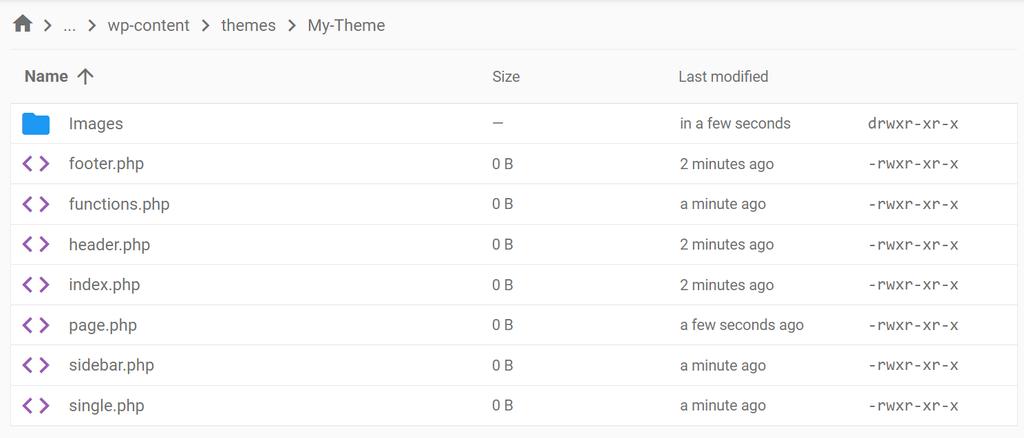 ... wp-content themes My-Theme
Name Size Last modified
Images — in a few seconds drwxr-xr-x
footer.php 0 B 2 minutes ago -rwxr-xr-x
functions.php 0 B a minute ago -rwxr-xr-x
header.php 0 B 2 minutes ago -rwxr-xr-x
index.php 0 B 2 minutes ago -rwxr-xr-x
page.php 0 B a few seconds ago -rwxr-xr-x
sidebar.php 0 B a minute ago -rwxr-xr-x
single.php 0 B a minute ago -rwxr-xr-x